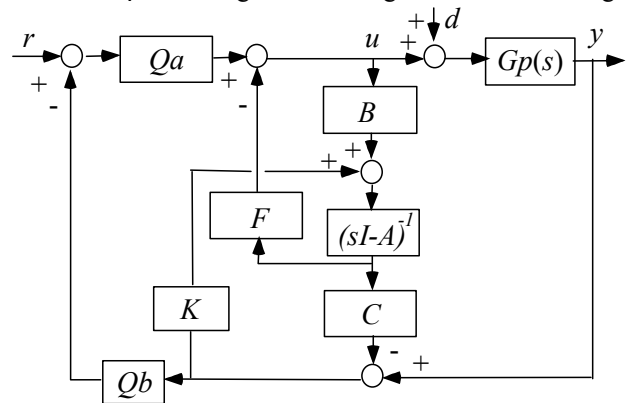 r
+
-
Qa
+
-
u
+
+
d
Gp(s)
y
B
+
+
F
(sI-A)^-1
K
C
-
+
Qb